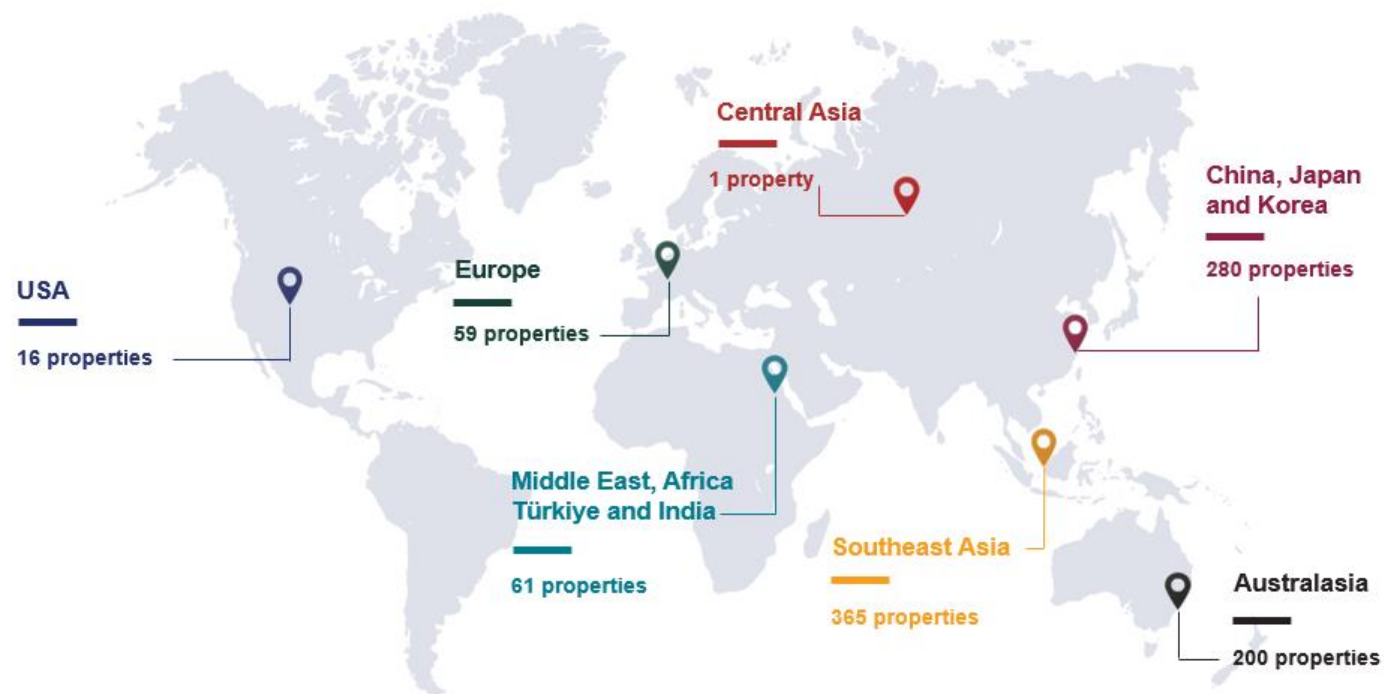 Central Asia
1 property
China, Japan
and Korea
280 properties
USA
16 properties
Europe
59 properties
Middle East, Africa
Türkiye and India
61 properties
Southeast Asia
365 properties
Australasia
200 properties